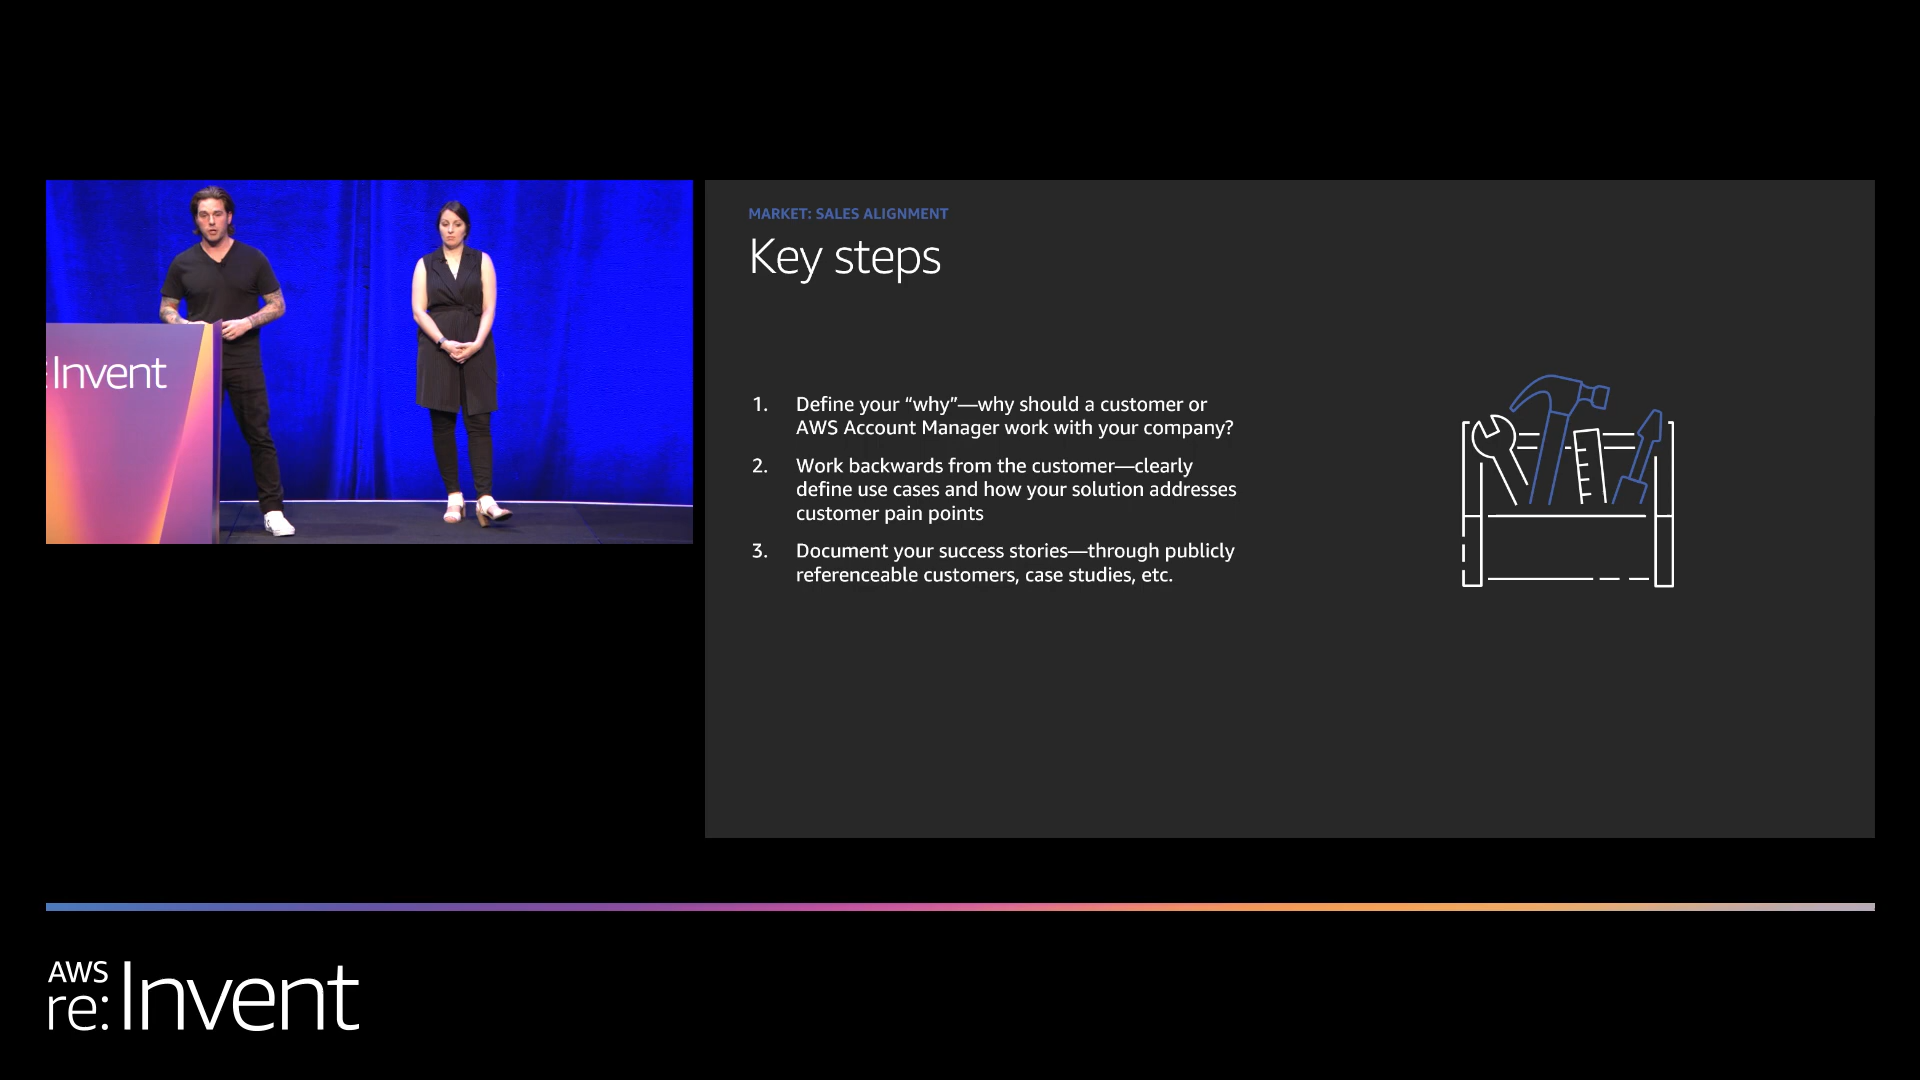 :Invent
MARKET: SALES ALIGNMENT
Key steps
1. Define your “why”—why should a customer or
AWS Account Manager work with your company?
2. Work backwards from the customer—clearly
define use cases and how your solution addresses
customer pain points
3. Document your success stories—through publicly
referenceable customers, case studies, etc.
AWS
re:Invent